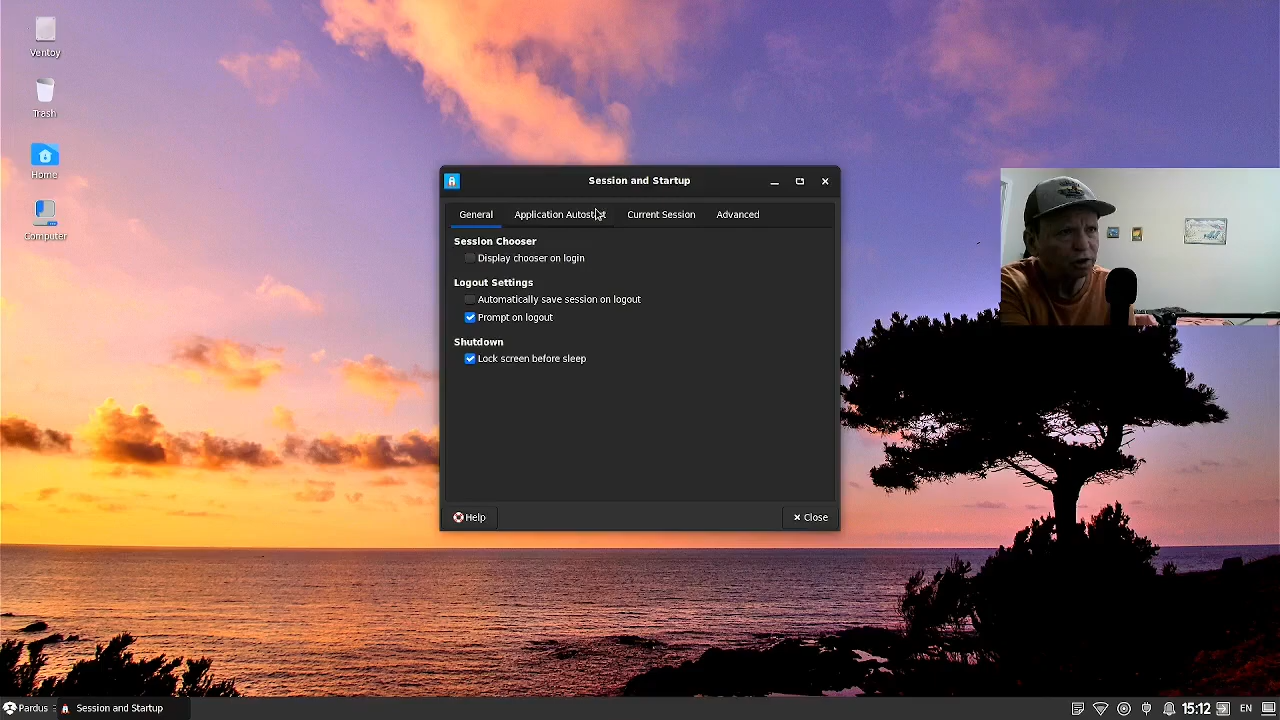 Ventoy
Trash
Home
Computer
Session and Startup
General Application Autostart Current Session Advanced
Session Chooser
Display chooser on login
Logout Settings
Automatically save session on logout
Prompt on logout
Shutdown
Lock screen before sleep
Help Close
Pardus Session and Startup 15:12 EN